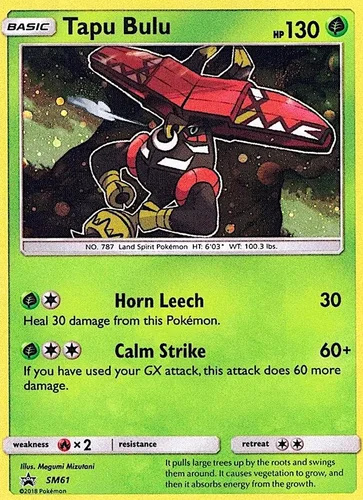 BASIC Tapu Bulu HP 130
NO. 787 Land Spirit Pokémon HT: 6'03" WT: 100.3 lbs.
Horn Leech 30
Heal 30 damage from this Pokémon.
Calm Strike 60+
If you have used your GX attack, this attack does 60 more
damage.
weakness × 2 resistance retreat
Illus. Megumi Mizutani
SM61
©2018 Pokémon
It pulls large trees up by the roots and swings
them around. It causes vegetation to grow, and
then it absorbs energy from the growth.